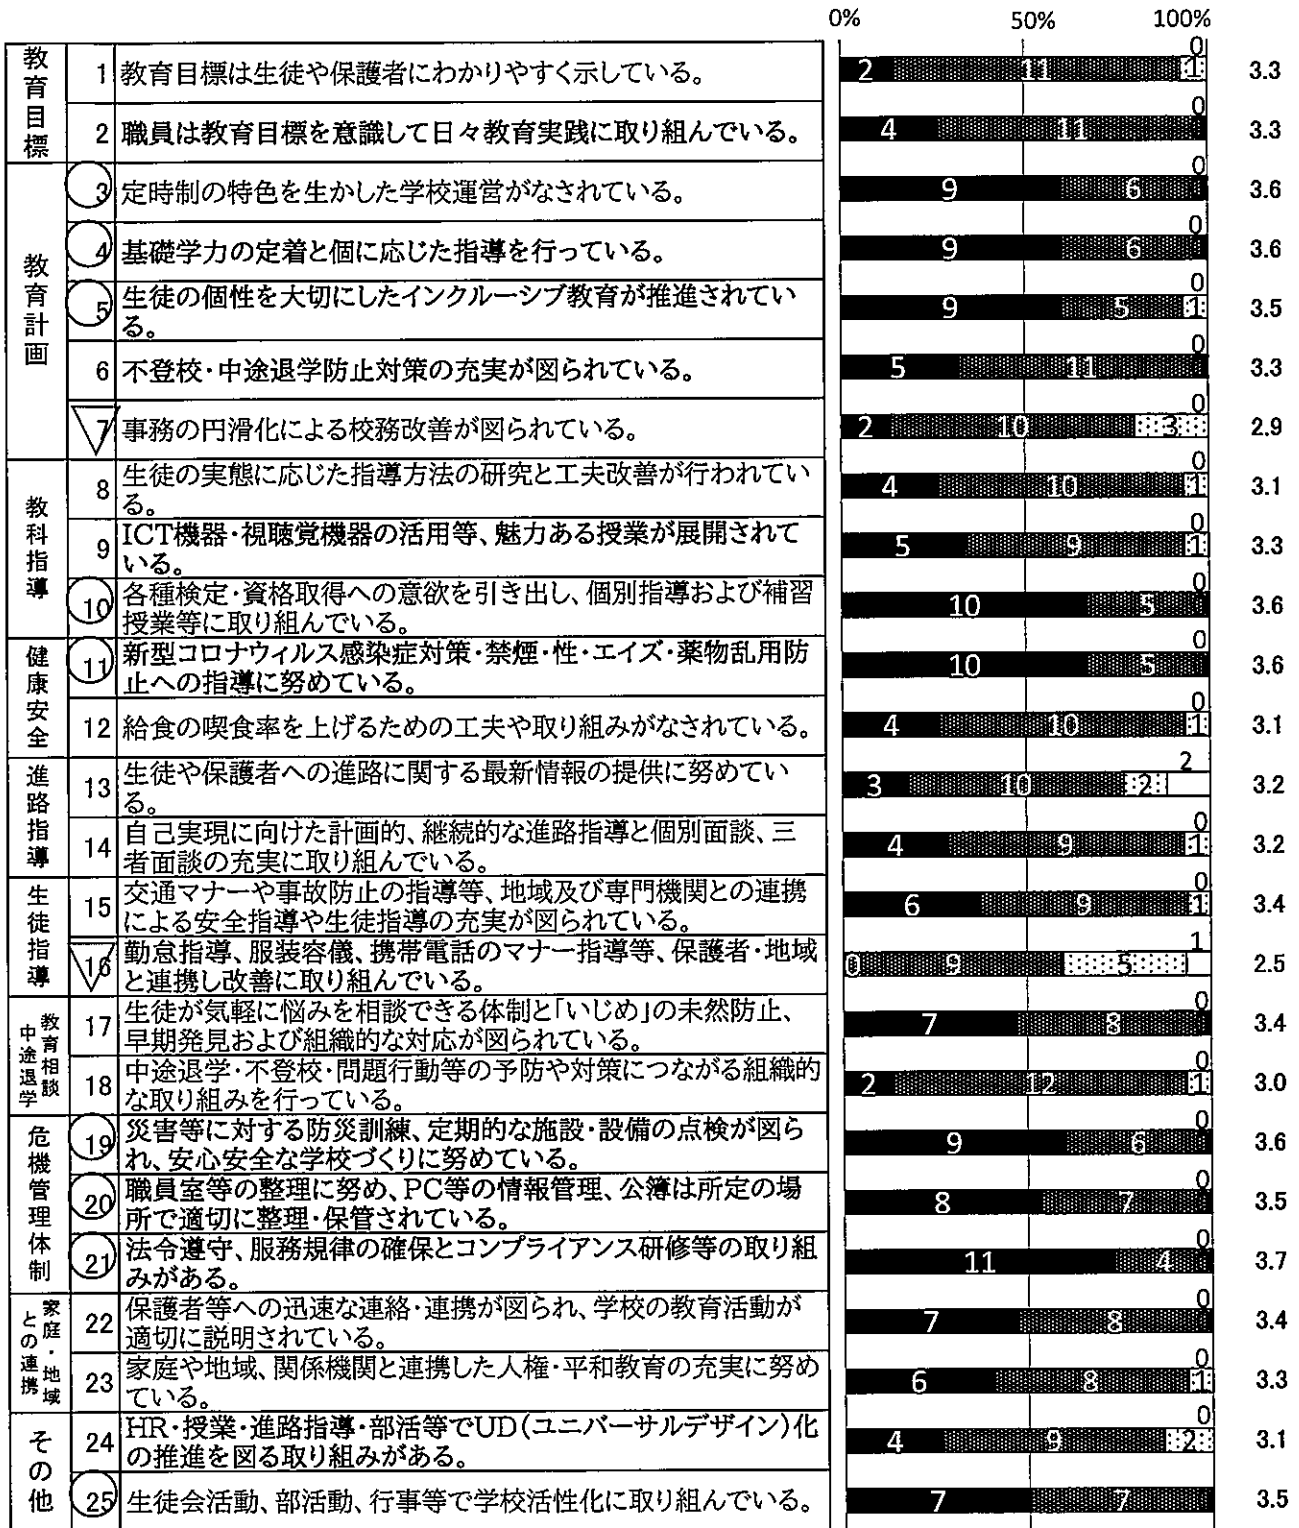 0% 50% 100%
教育目標
0
1 教育目標は生徒や保護者にわかりやすく示している。 2 11 1 3.3
0
2 職員は教育目標を意識して日々教育実践に取り組んでいる。 4 11 3.3
教育計画
0
3 定時制の特色を生かした学校運営がなされている。 9 6 3.6
0
4 基礎学力の定着と個に応じた指導を行っている。 9 6 3.6
0
5 生徒の個性を大切にしたインクルーシブ教育が推進されてい
る。 9 5 1 3.5
0
6 不登校・中途退学防止対策の充実が図られている。 5 11 3.3
0
7 事務の円滑化による校務改善が図られている。 2 10 3 2.9
教科指導
0
8 生徒の実態に応じた指導方法の研究と工夫改善が行われてい
る。 4 10 1 3.1
0
9 ICT機器・視聴覚機器の活用等、魅力ある授業が展開されて
いる。 5 9 1 3.3
0
10 各種検定・資格取得への意欲を引き出し、個別指導および補習
授業等に取り組んでいる。 10 5 3.6
健康安全
0
11 新型コロナウィルス感染症対策・禁煙・性・エイズ・薬物乱用防
止への指導に努めている。 10 5 3.6
0
12 給食の喫食率を上げるための工夫や取り組みがなされている。 4 10 1 3.1
進路指導
2
13 生徒や保護者への進路に関する最新情報の提供に努めてい
る。 3 10 2 3.2
0
14 自己実現に向けた計画的、継続的な進路指導と個別面談、三
者面談の充実に取り組んでいる。 4 9 1 3.2
生徒指導
0
15 交通マナーや事故防止の指導等、地域及び専門機関との連携
による安全指導や生徒指導の充実が図られている。 6 9 1 3.4
1
16 勤怠指導、服装容儀、携帯電話のマナー指導等、保護者・地域
と連携し改善に取り組んでいる。 0 9 5 2.5
教育相談
中途退学
0
17 生徒が気軽に悩みを相談できる体制と「いじめ」の未然防止、
早期発見および組織的な対応が図られている。 7 8 3.4
0
18 中途退学・不登校・問題行動等の予防や対策につながる組織的
な取り組みを行っている。 2 12 1 3.0
危機管理体制
0
19 災害等に対する防災訓練、定期的な施設・設備の点検が図ら
れ、安心安全な学校づくりに努めている。 9 6 3.6
0
20 職員室等の整理に努め、PC等の情報管理、公簿は所定の場
所で適切に整理・保管されている。 8 7 0 3.5
0
21 法令遵守、服務規律の確保とコンプライアンス研修等の取り組
みがある。 11 4 3.7
家庭・地域
との連携
0
22 保護者等への迅速な連絡・連携が図られ、学校の教育活動が
適切に説明されている。 7 8 3.4
0
23 家庭や地域、関係機関と連携した人権・平和教育の充実に努め
ている。 6 8 1 3.3
その他
0
24 HR・授業・進路指導・部活等でUD(ユニバーサルデザイン)化
の推進を図る取り組みがある。 4 9 2 3.1
25 生徒会活動、部活動、行事等で学校活性化に取り組んでいる。 7 7 3.5